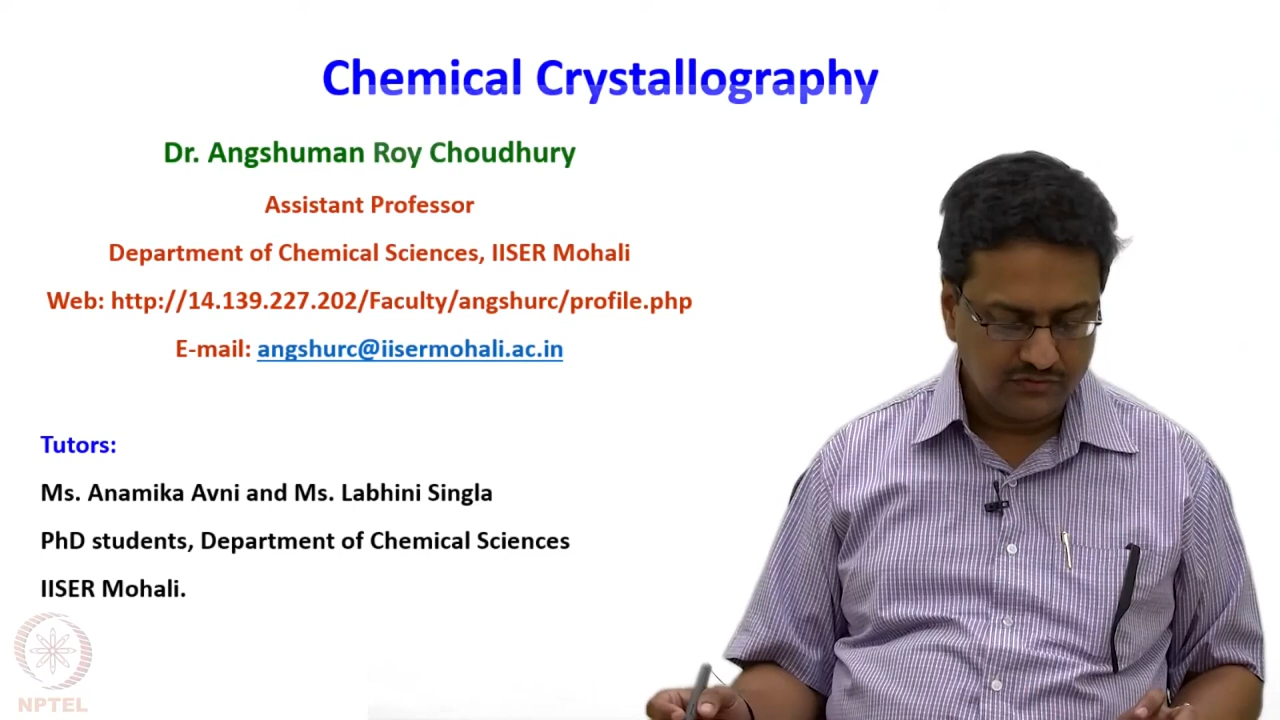 Chemical Crystallography
Dr. Angshuman Roy Choudhury
Assistant Professor
Department of Chemical Sciences, IISER Mohali
Web: http://14.139.227.202/Faculty/angshurc/profile.php
E-mail: angshurc@iisermohali.ac.in
Tutors:
Ms. Anamika Avni and Ms. Labhini Singla
PhD students, Department of Chemical Sciences
IISER Mohali.
NPTEL